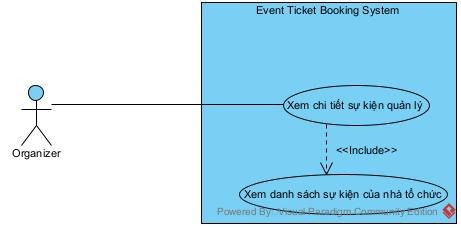 Event Ticket Booking System
Xem chi tiết sự kiện quản lý
Organizer
<<Include>>
Xem danh sách sự kiện của nhà tổ chức
Powered By: Visual Paradigm Community Edition